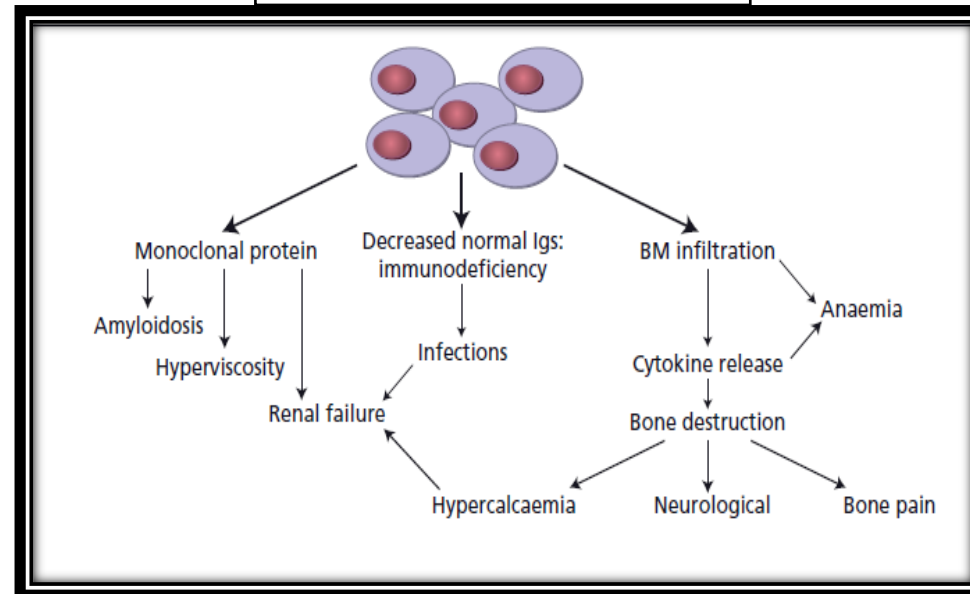 Monoclonal protein
Decreased normal Igs:
immunodeficiency
BM infiltration
Amyloidosis
Hyperviscosity
Infections
Anaemia
Cytokine release
Renal failure
Bone destruction
Hypercalcaemia
Neurological
Bone pain